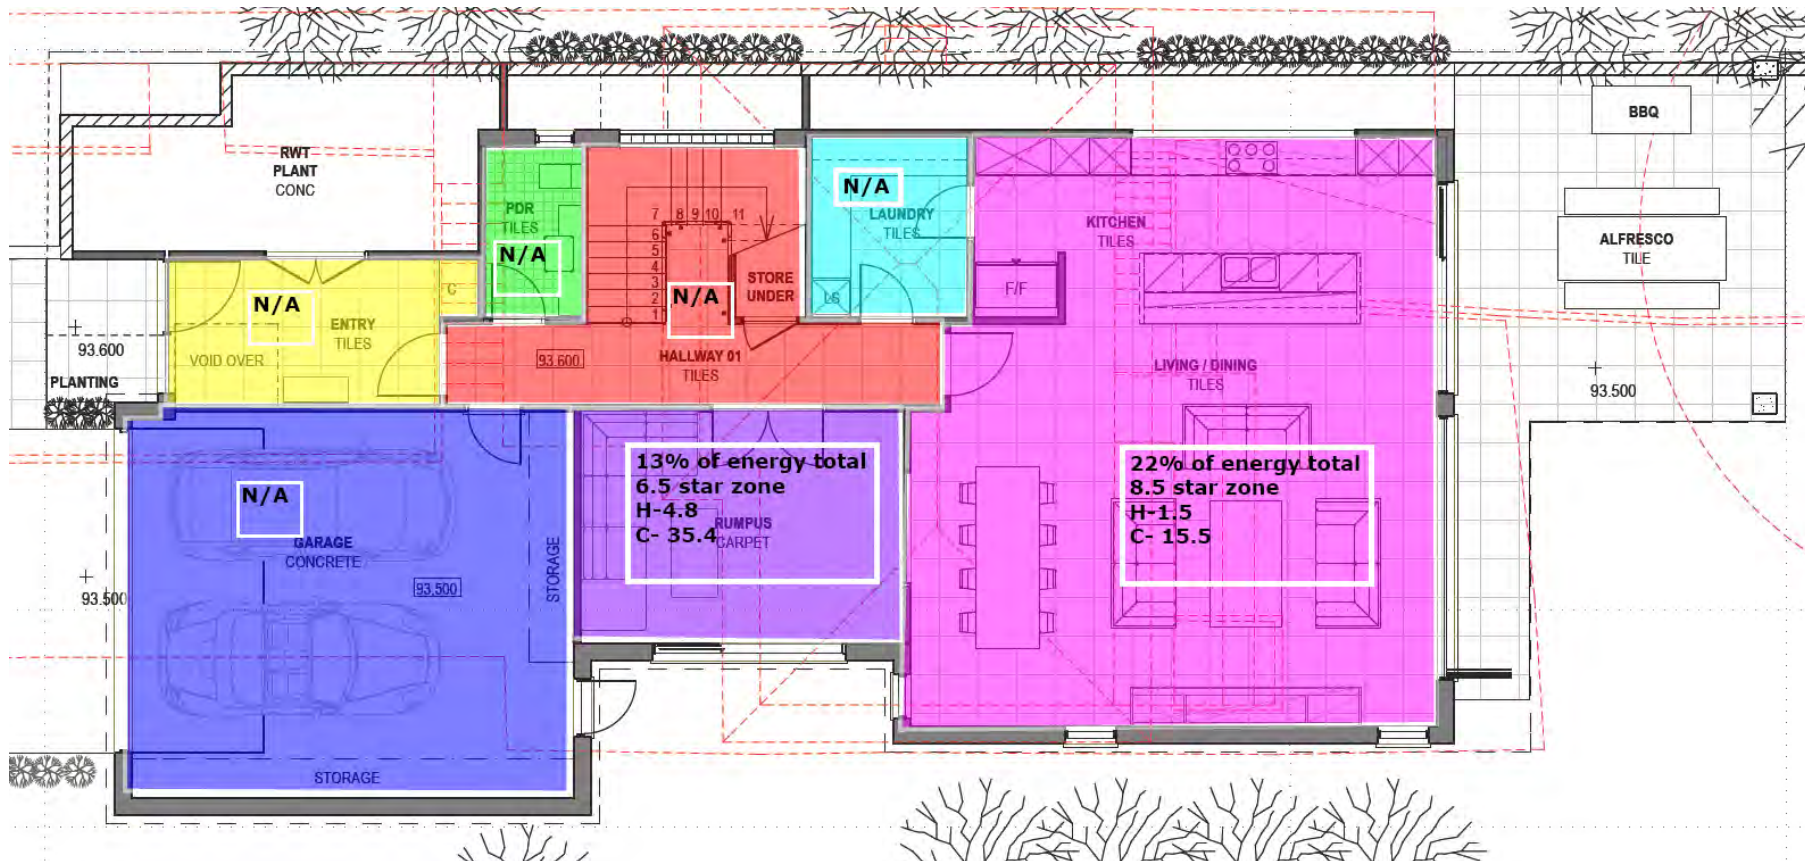 BBQ
RWT
PLANT
CONC
N/A
LAUNDRY
TILES
PDR
TILES
N/A
7 8 9 10 11
6
5
4
3
2
1
STORE
UNDER
N/A
KITCHEN
TILES
ALFRESCO
TILE
C
F/F
LS
N/A
ENTRY
TILES
VOID OVER
93.600
PLANTING
93.600
HALLWAY 01
TILES
LIVING / DINING
TILES
93.500
13% of energy total
6.5 star zone
H-4.8
C- 35.4
RUMPUS
CARPET
22% of energy total
8.5 star zone
H-1.5
C- 15.5
N/A
GARAGE
CONCRETE
STORAGE
93.500
93.500
STORAGE